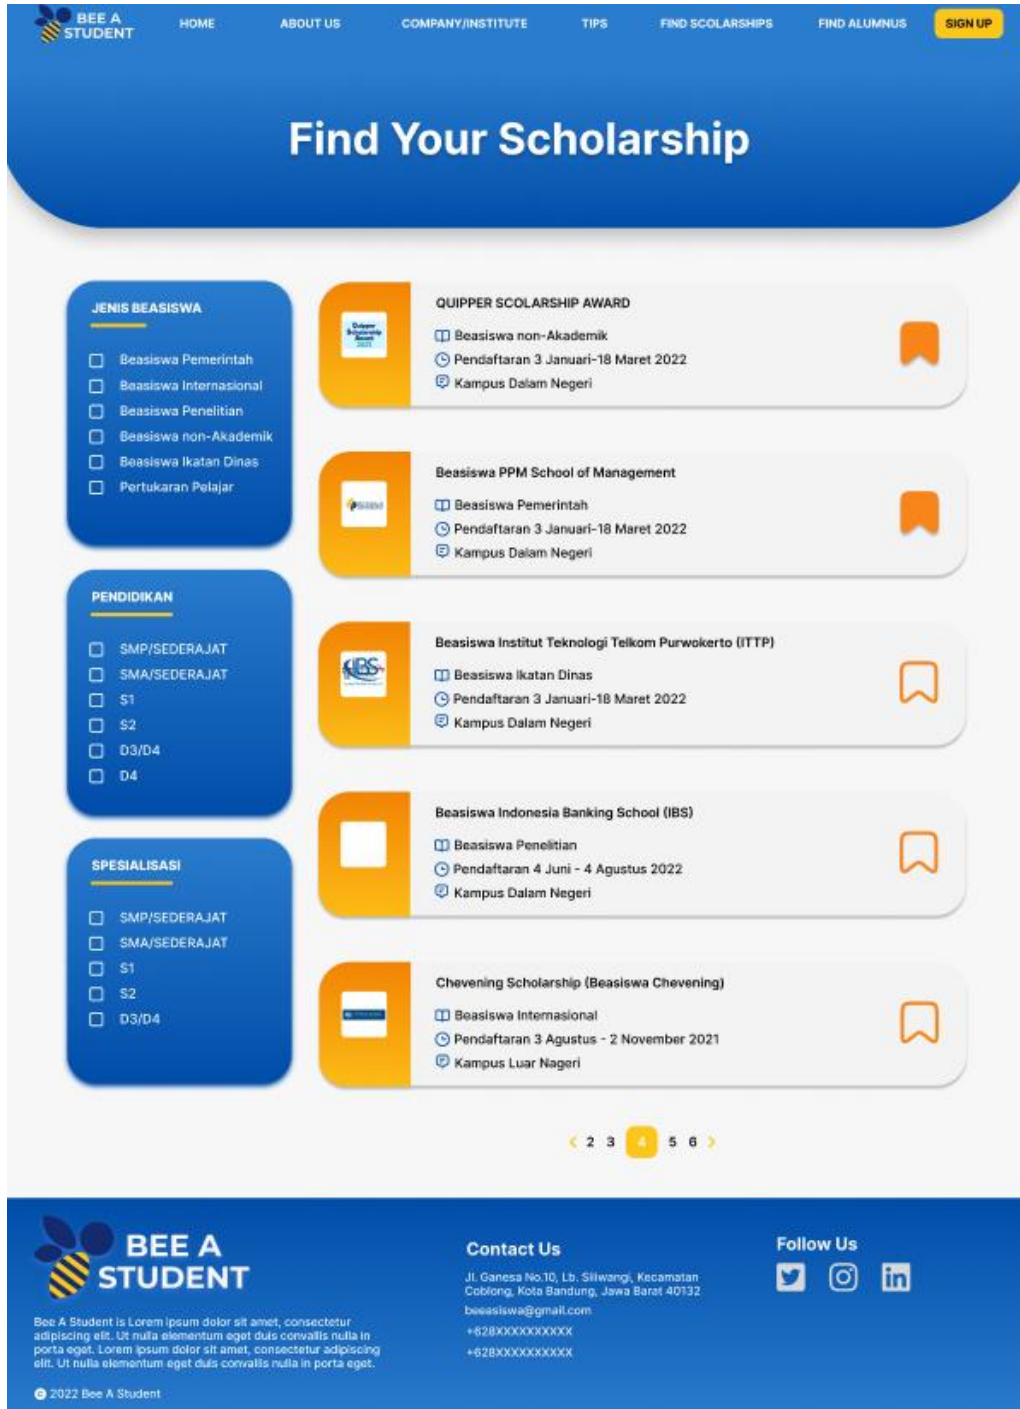 BEE A
STUDENT
HOME
ABOUT US
COMPANY/INSTITUTE
TIPS
FIND SCOLARSHIPS
FIND ALUMNUS
SIGN UP
Find Your Scholarship
JENIS BEASISWA
Beasiswa Pemerintah
Beasiswa Internasional
Beasiswa Penelitian
Beasiswa non-Akademik
Beasiswa Ikatan Dinas
Pertukaran Pelajar
PENDIDIKAN
SMP/SEDERAJAT
SMA/SEDERAJAT
S1
S2
D3/D4
D4
SPESIALISASI
SMP/SEDERAJAT
SMA/SEDERAJAT
S1
S2
D3/D4
Quipper
Scholarship
Award
2021
QUIPPER SCOLARSHIP AWARD
Beasiswa non-Akademik
Pendaftaran 3 Januari-18 Maret 2022
Kampus Dalam Negeri
Beasiswa PPM School of Management
Beasiswa Pemerintah
Pendaftaran 3 Januari-18 Maret 2022
Kampus Dalam Negeri
IBS
Beasiswa Institut Teknologi Telkom Purwokerto (ITTP)
Beasiswa Ikatan Dinas
Pendaftaran 3 Januari-18 Maret 2022
Kampus Dalam Negeri
Beasiswa Indonesia Banking School (IBS)
Beasiswa Penelitian
Pendaftaran 4 Juni - 4 Agustus 2022
Kampus Dalam Negeri
Chevening Scholarship (Beasiswa Chevening)
Beasiswa Internasional
Pendaftaran 3 Agustus - 2 November 2021
Kampus Luar Nageri
< 2 3 4 5 6 >
BEE A
STUDENT
Bee A Student is Lorem ipsum dolor sit amet, consectetur
adipiscing elit. Ut nulla elementum eget duis convallis nulla in
porta eget. Lorem ipsum dolor sit amet, consectetur adipiscing
elit. Ut nulla elementum eget duis convallis nulla in porta eget.
© 2022 Bee A Student
Contact Us
Jl. Ganesa No.10, Lb. Siliwangi, Kecamatan
Coblong, Kota Bandung, Jawa Barat 40132
beeasiswa@gmail.com
+628XXXXXXXXXX
+628XXXXXXXXXX
Follow Us
in